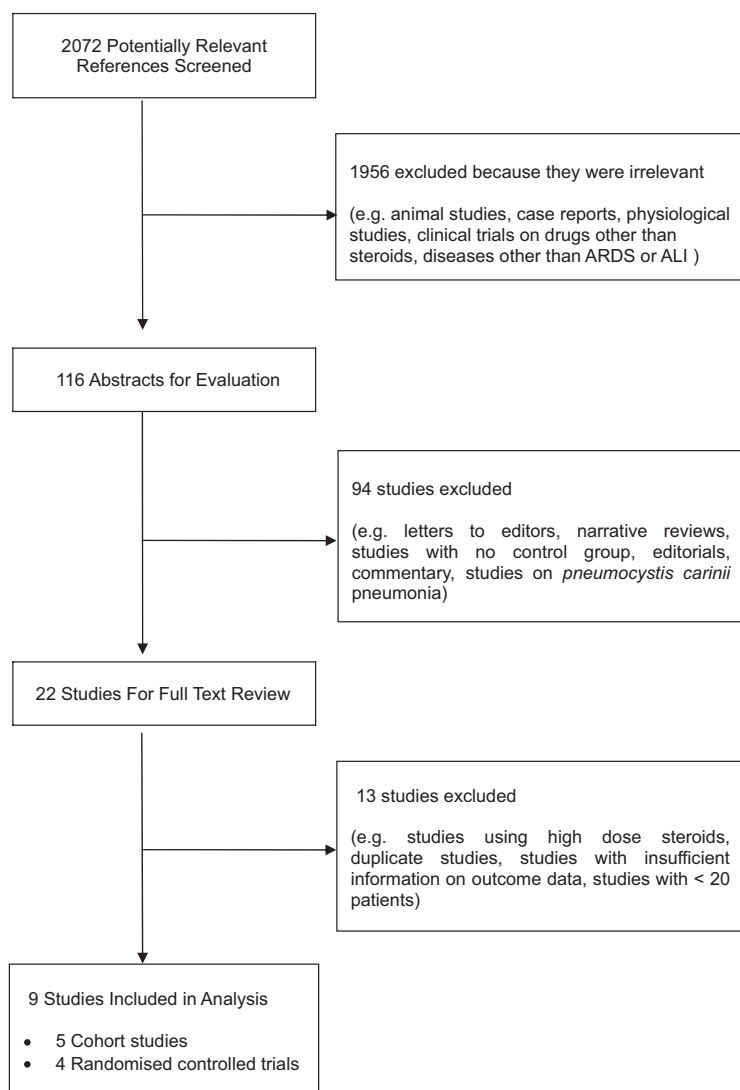 2072 Potentially Relevant
References Screened
1956 excluded because they were irrelevant
(e.g. animal studies, case reports, physiological
studies, clinical trials on drugs other than
steroids, diseases other than ARDS or ALI )
116 Abstracts for Evaluation
94 studies excluded
(e.g. letters to editors, narrative reviews,
studies with no control group, editorials,
commentary, studies on pneumocystis carinii
pneumonia)
22 Studies For Full Text Review
13 studies excluded
(e.g. studies using high dose steroids,
duplicate studies, studies with insufficient
information on outcome data, studies with < 20
patients)
9 Studies Included in Analysis
• 5 Cohort studies
• 4 Randomised controlled trials